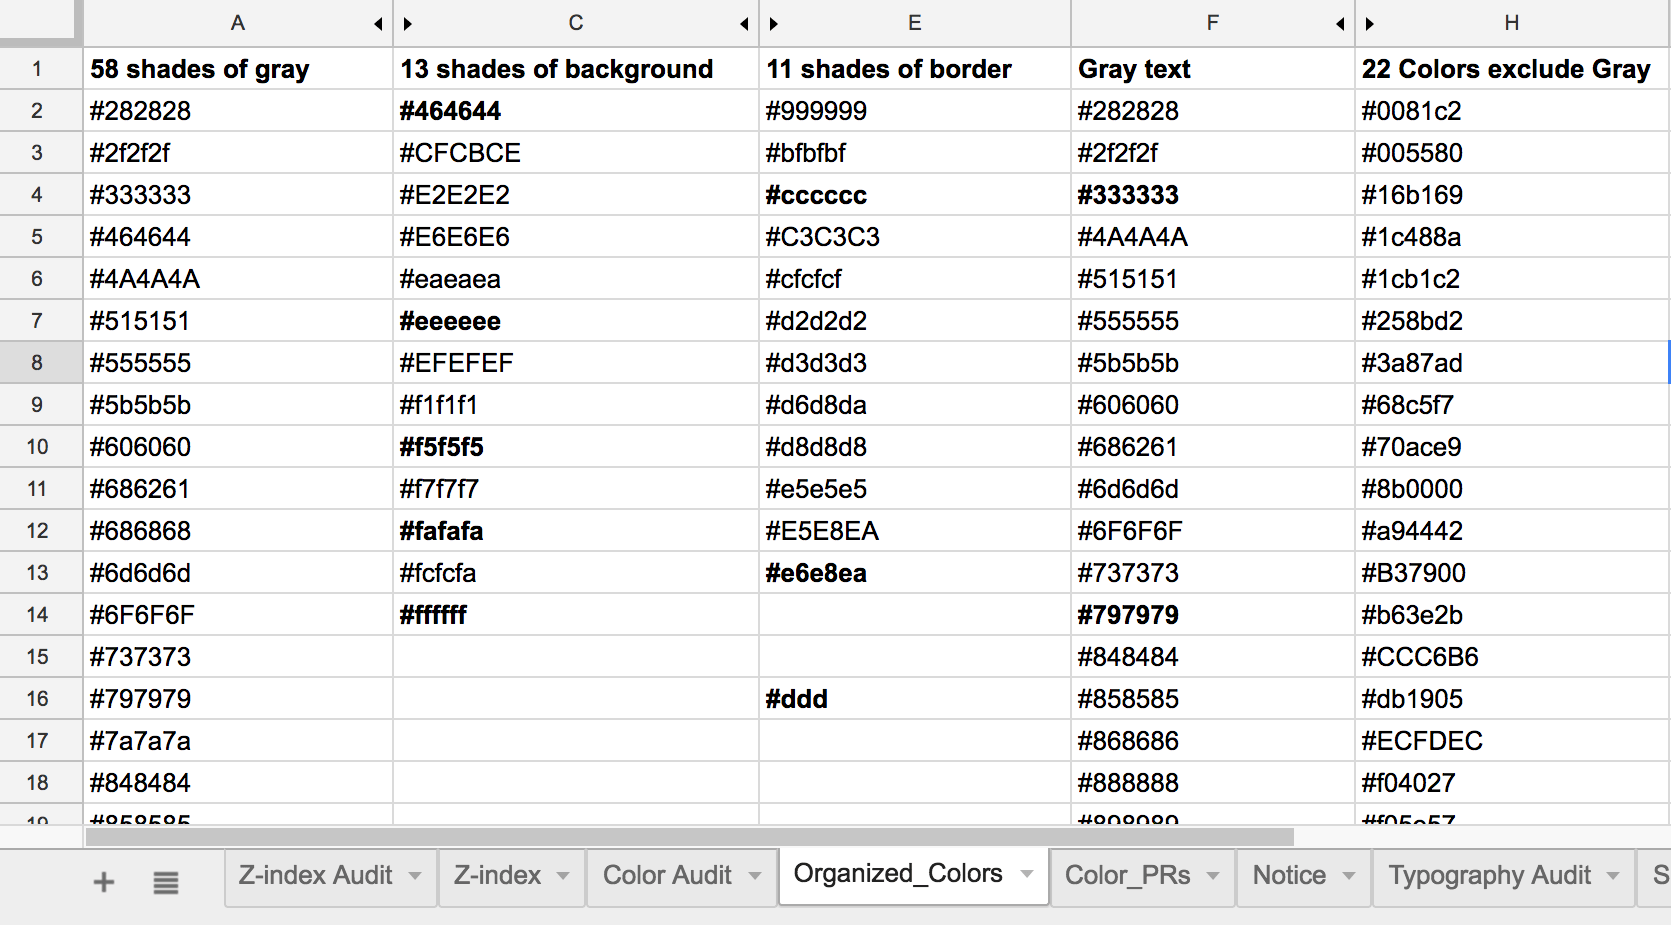 A C E F H
1 58 shades of gray 13 shades of background 11 shades of border Gray text 22 Colors exclude Gray
2 #282828 #464644 #999999 #282828 #0081c2
3 #2f2f2f #CFCBCE #bfbfbf #2f2f2f #005580
4 #333333 #E2E2E2 #cccccc #333333 #16b169
5 #464644 #E6E6E6 #C3C3C3 #4A4A4A #1c488a
6 #4A4A4A #eaeaea #cfcfcf #515151 #1cb1c2
7 #515151 #eeeeee #d2d2d2 #555555 #258bd2
8 #555555 #EFEFEF #d3d3d3 #5b5b5b #3a87ad
9 #5b5b5b #f1f1f1 #d6d8da #606060 #68c5f7
10 #606060 #f5f5f5 #d8d8d8 #686261 #70ace9
11 #686261 #f7f7f7 #e5e5e5 #6d6d6d #8b0000
12 #686868 #fafafa #E5E8EA #6F6F6F #a94442
13 #6d6d6d #fcfcfa #e6e8ea #737373 #B37900
14 #6F6F6F #ffffff #797979 #b63e2b
15 #737373 #848484 #CCC6B6
16 #797979 #ddd #858585 #db1905
17 #7a7a7a #868686 #ECFDEC
18 #848484 #888888 #f04027
19 #858585
Z-index Audit Z-index Color Audit Organized_Colors Color_PRs Notice Typography Audit S